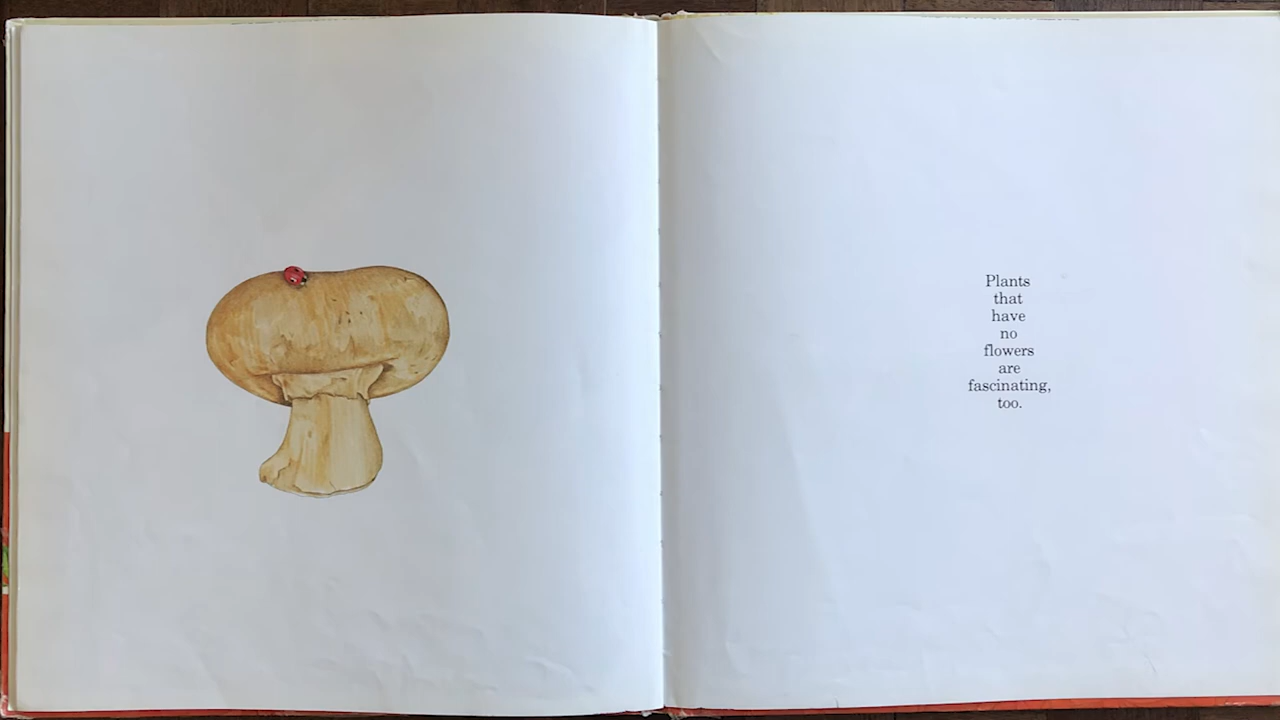 Plants
that
have
no
flowers
are
fascinating,
too.